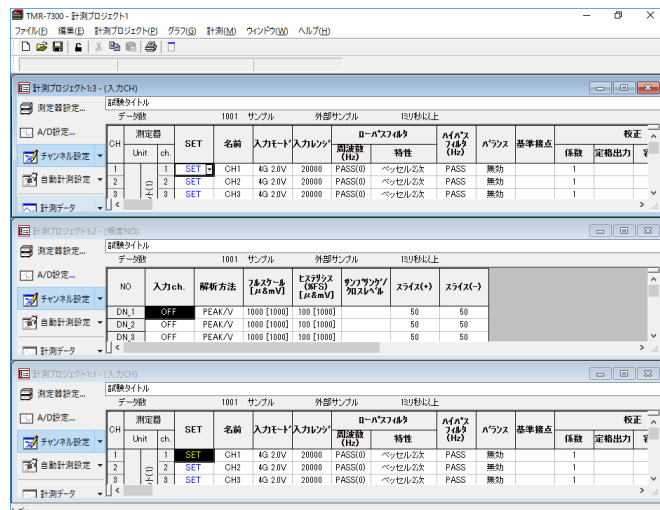 TMR-7300 - 計測プロジェクト1
ファイル(F) 編集(E) 計測プロジェクト(P) グラフ(G) 計測(M) ウィンドウ(W) ヘルプ(H)
計測プロジェクト1:3 - (入力CH)
測定器設定...
A/D設定...
チャンネル設定
自動計測設定
計測データ
試験タイトル
データ数 1001 サンプル 外部サンプル ミリ秒以上
CH 測定器 SET 名前 入力モード 入力レンジ ローパスフィルタ ハイパスフィルタ (Hz) バランス 基準接点 校正
Unit ch. 周波数 (Hz) 特性 係数 定格出力
1 1 SET CH1 4G 2.0V 20000 PASS(0) ベッセル2次 PASS 無効 1
2 2 SET CH2 4G 2.0V 20000 PASS(0) ベッセル2次 PASS 無効 1
3 3 SET CH3 4G 2.0V 20000 PASS(0) ベッセル2次 PASS 無効 1
計測プロジェクト1:2 - (頻度NO)
測定器設定...
A/D設定...
チャンネル設定
自動計測設定
計測データ
試験タイトル
データ数 1001 サンプル 外部サンプル ミリ秒以上
NO 入力ch. 解析方法 フルスケール [μ&mV] ヒステリシス (%FS) [μ&mV] サンプリング/クロスレベル スライス(+) スライス(-)
DN_1 OFF PEAK/V 1000 [1000] 100 [1000] 50 50
DN_2 OFF PEAK/V 1000 [1000] 100 [1000] 50 50
DN_3 OFF PEAK/V 1000 [1000] 100 [1000] 50 50
計測プロジェクト1:1 - (入力CH)
測定器設定...
A/D設定...
チャンネル設定
自動計測設定
計測データ
試験タイトル
データ数 1001 サンプル 外部サンプル ミリ秒以上
CH 測定器 SET 名前 入力モード 入力レンジ ローパスフィルタ ハイパスフィルタ (Hz) バランス 基準接点 校正
Unit ch. 周波数 (Hz) 特性 係数 定格出力
1 1 SET CH1 4G 2.0V 20000 PASS(0) ベッセル2次 PASS 無効 1
2 2 SET CH2 4G 2.0V 20000 PASS(0) ベッセル2次 PASS 無効 1
3 3 SET CH3 4G 2.0V 20000 PASS(0) ベッセル2次 PASS 無効 1